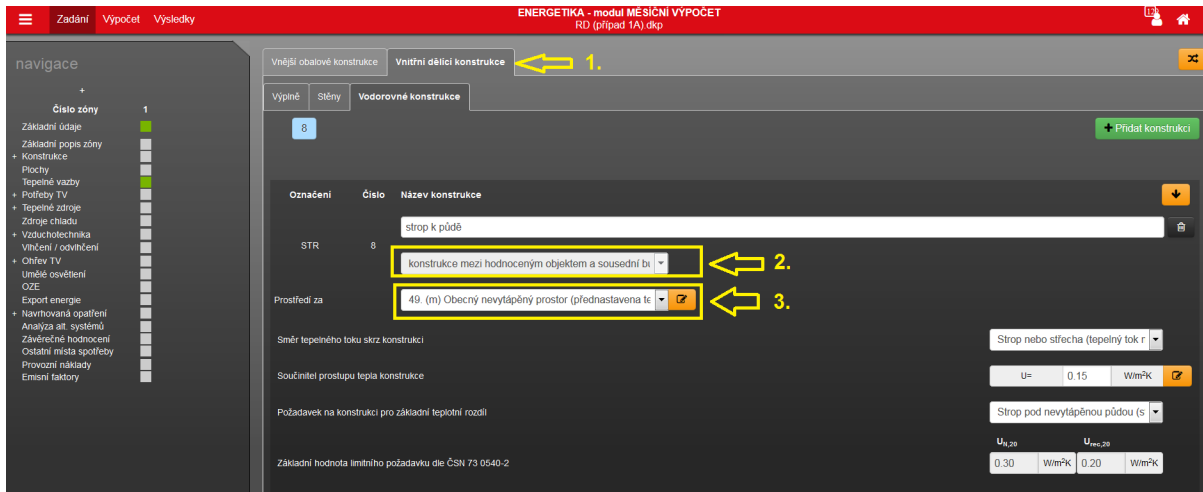 Zadání Výpočet Výsledky
ENERGETIKA - modul MĚSÍČNÍ VÝPOČET
RD (případ 1A).dkp
12
navigace
+
Číslo zóny 1
Základní údaje
Základní popis zóny
+ Konstrukce
Plochy
Tepelné vazby
+ Potřeby TV
+ Tepelné zdroje
Zdroje chladu
+ Vzduchotechnika
Vlhčení / odvlhčení
+ Ohřev TV
Umělé osvětlení
OZE
Export energie
+ Navrhovaná opatření
Analýza alt. systémů
Závěrečné hodnocení
Ostatní místa spotřeby
Provozní náklady
Emisní faktory
Vnější obalové konstrukce Vnitřní dělící konstrukce 1.
Výplně Stěny Vodorovné konstrukce
8 + Přidat konstrukci
Označení Číslo Název konstrukce
strop k půdě
STR 8
konstrukce mezi hodnoceným objektem a sousední bu 2.
Prostředí za 49. (m) Obecný nevytápěný prostor (přednastavena te 3.
Směr tepelného toku skrz konstrukci Strop nebo střecha (tepelný tok r
Součinitel prostupu tepla konstrukce U= 0.15 W/m²K
Požadavek na konstrukci pro základní teplotní rozdíl Strop pod nevytápěnou půdou (s
U_N,20 U_rec,20
Základní hodnota limitního požadavku dle ČSN 73 0540-2 0.30 W/m²K 0.20 W/m²K